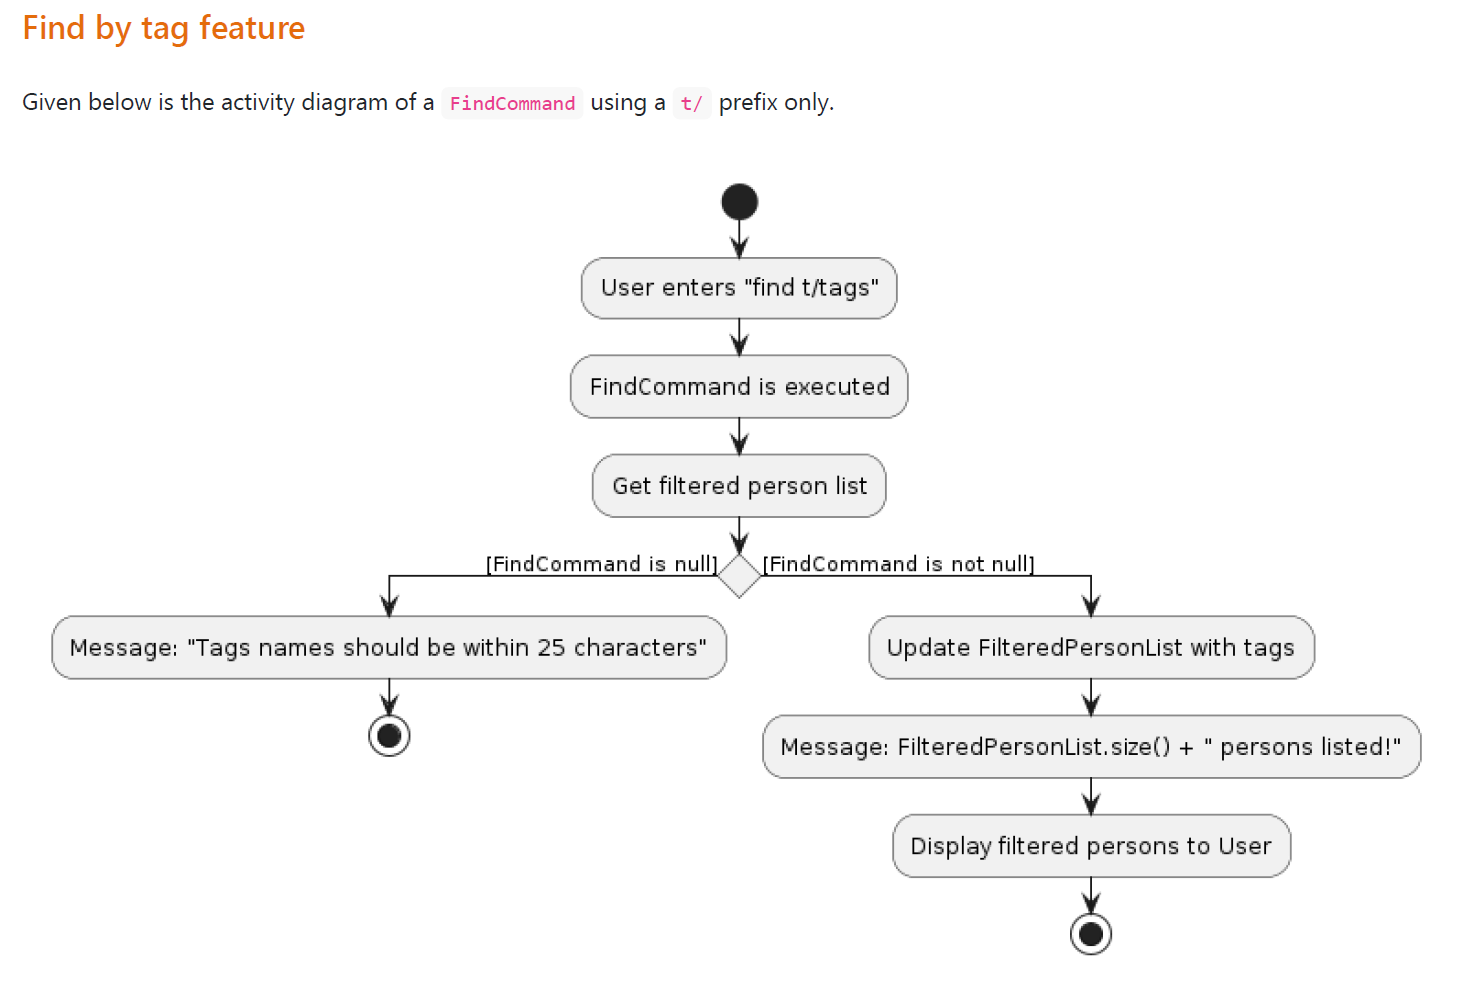 Find by tag feature
Given below is the activity diagram of a FindCommand using a t/ prefix only.
User enters "find t/tags"
FindCommand is executed
Get filtered person list
[FindCommand is null]
[FindCommand is not null]
Message: "Tags names should be within 25 characters"
Update FilteredPersonList with tags
Message: FilteredPersonList.size() + " persons listed!"
Display filtered persons to User